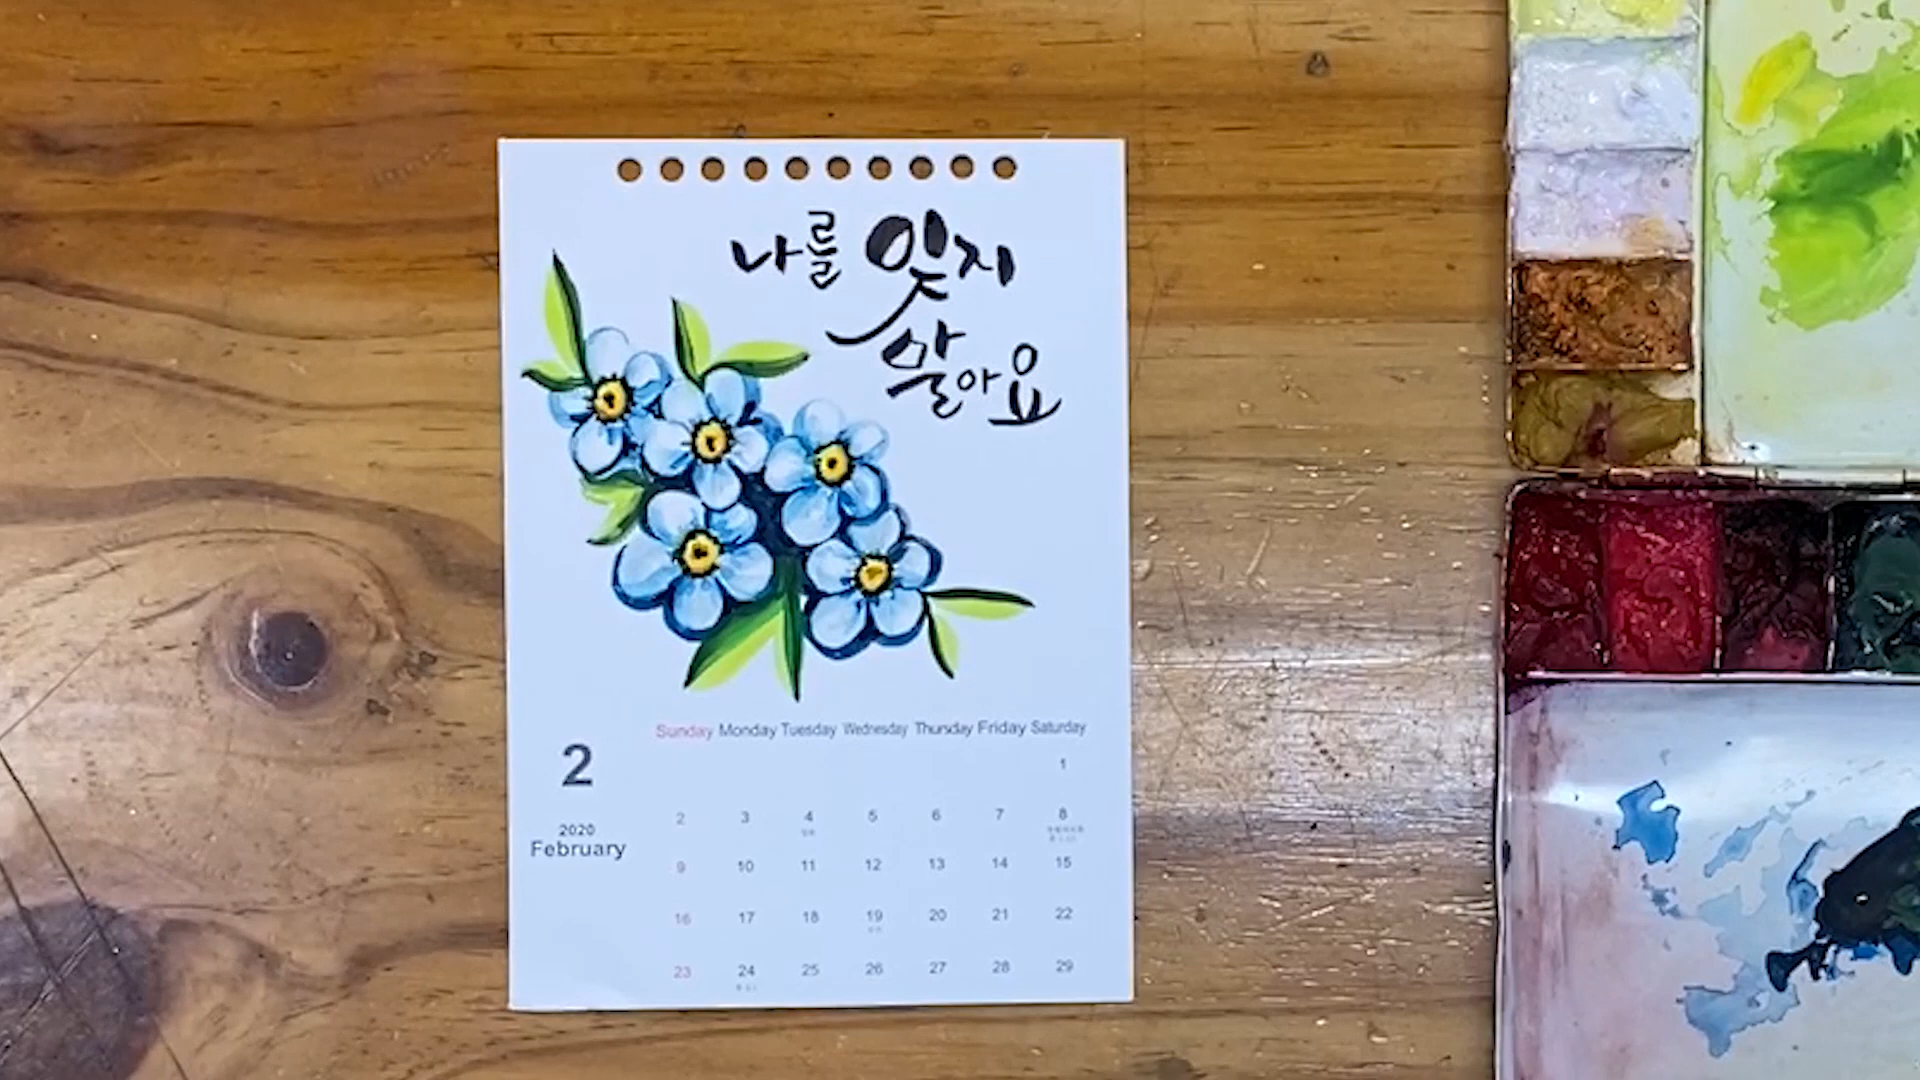 나를 잊지
말아요
Sunday Monday Tuesday Wednesday Thursday Friday Saturday
2
2020
February
1
2 3 4 5 6 7 8
9 10 11 12 13 14 15
16 17 18 19 20 21 22
23 24 25 26 27 28 29